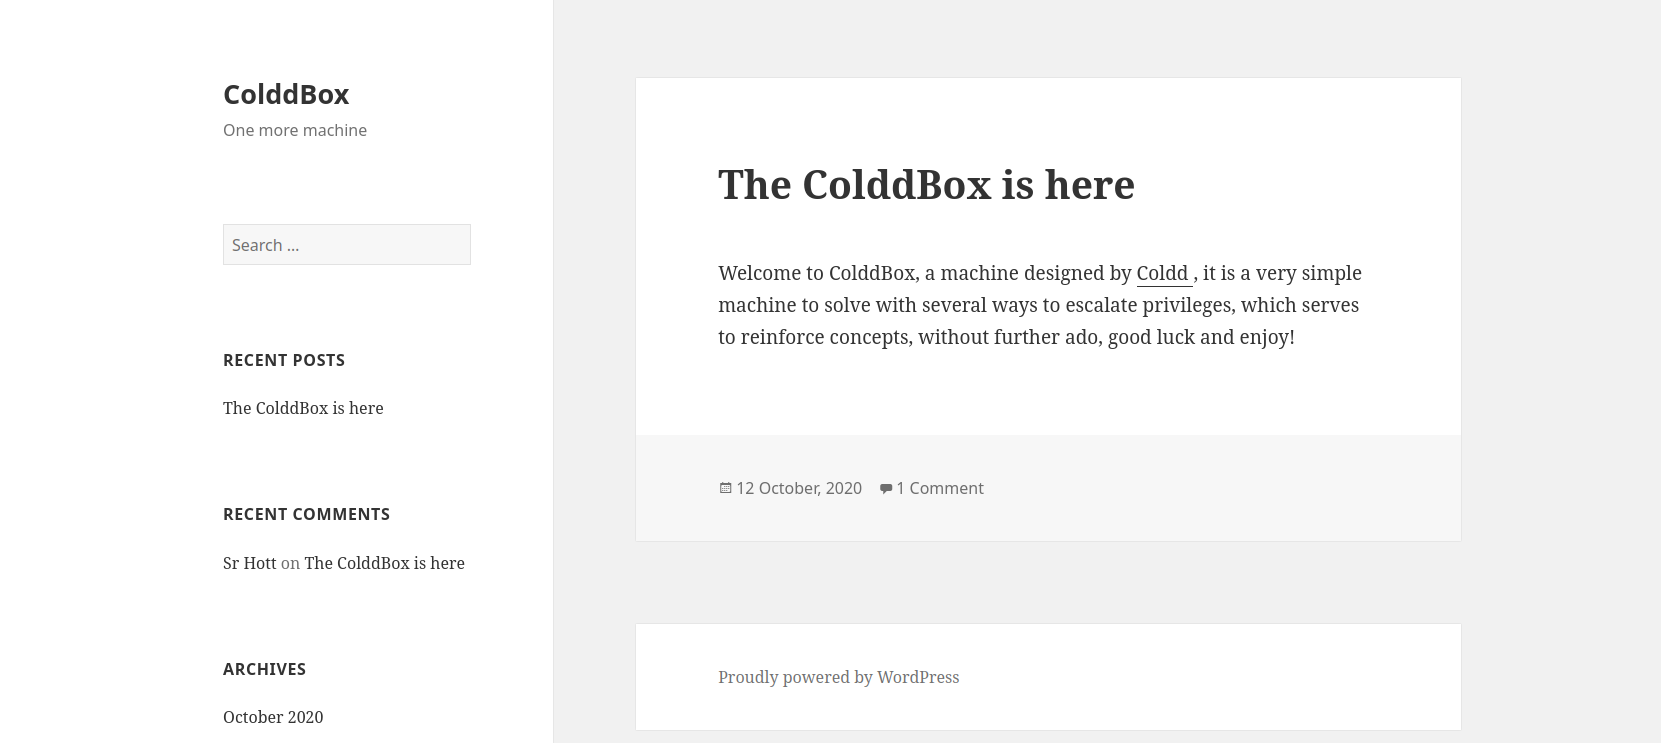 ColddBox
One more machine
Search ...
RECENT POSTS
The ColddBox is here
RECENT COMMENTS
Sr Hott on The ColddBox is here
ARCHIVES
October 2020
The ColddBox is here
Welcome to ColddBox, a machine designed by Coldd , it is a very simple
machine to solve with several ways to escalate privileges, which serves
to reinforce concepts, without further ado, good luck and enjoy!
12 October, 2020 1 Comment
Proudly powered by WordPress